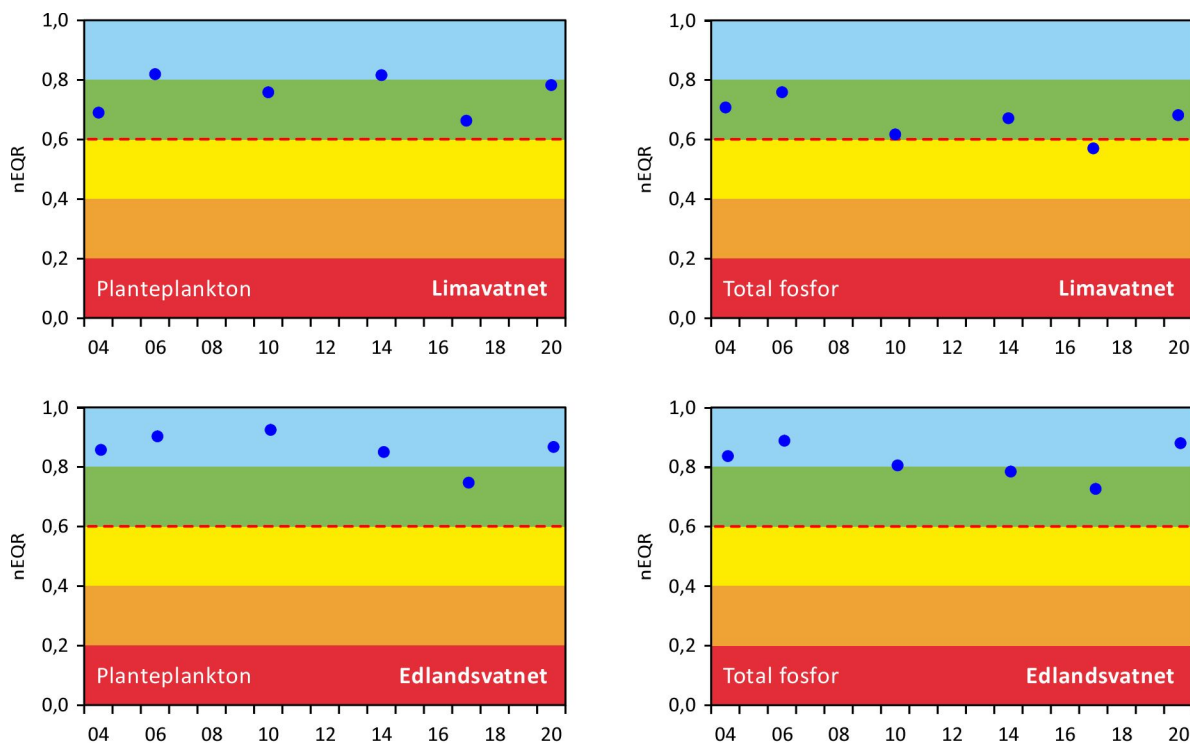 1,0
0,8
0,6
0,4
0,2
0,0
nEQR
Planteplankton Limavatnet
04 06 08 10 12 14 16 18 20
1,0
0,8
0,6
0,4
0,2
0,0
nEQR
Total fosfor Limavatnet
04 06 08 10 12 14 16 18 20
1,0
0,8
0,6
0,4
0,2
0,0
nEQR
Planteplankton Edlandsvatnet
04 06 08 10 12 14 16 18 20
1,0
0,8
0,6
0,4
0,2
0,0
nEQR
Total fosfor Edlandsvatnet
04 06 08 10 12 14 16 18 20